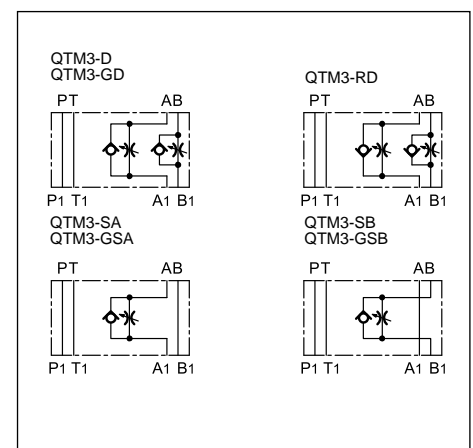 QTM3-D
QTM3-GD
PT AB
P1 T1 A1 B1
QTM3-RD
PT AB
P1 T1 A1 B1
QTM3-SA
QTM3-GSA
PT AB
P1 T1 A1 B1
QTM3-SB
QTM3-GSB
PT AB
P1 T1 A1 B1